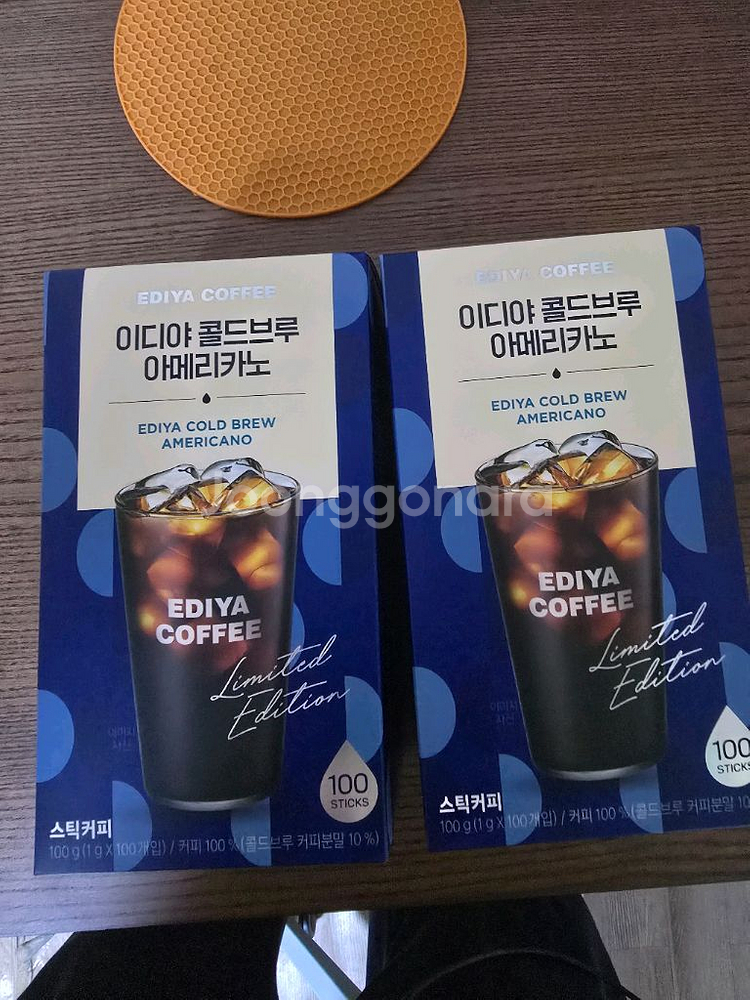 EDIYA COFFEE
이디야 콜드브루
아메리카노
EDIYA COLD BREW
AMERICANO
EDIYA
COFFEE
Limited
Edition
100
STICKS
스틱커피
100 g (1 g X 100개입) / 커피 100 % (콜드브루 커피분말 10 %)
EDIYA COFFEE
이디야 콜드브루
아메리카노
EDIYA COLD BREW
AMERICANO
EDIYA
COFFEE
Limited
Edition
100
STICKS
스틱커피
100 g (1 g X 100개입) / 커피 100 % (콜드브루 커피분말 10
Joonggonara